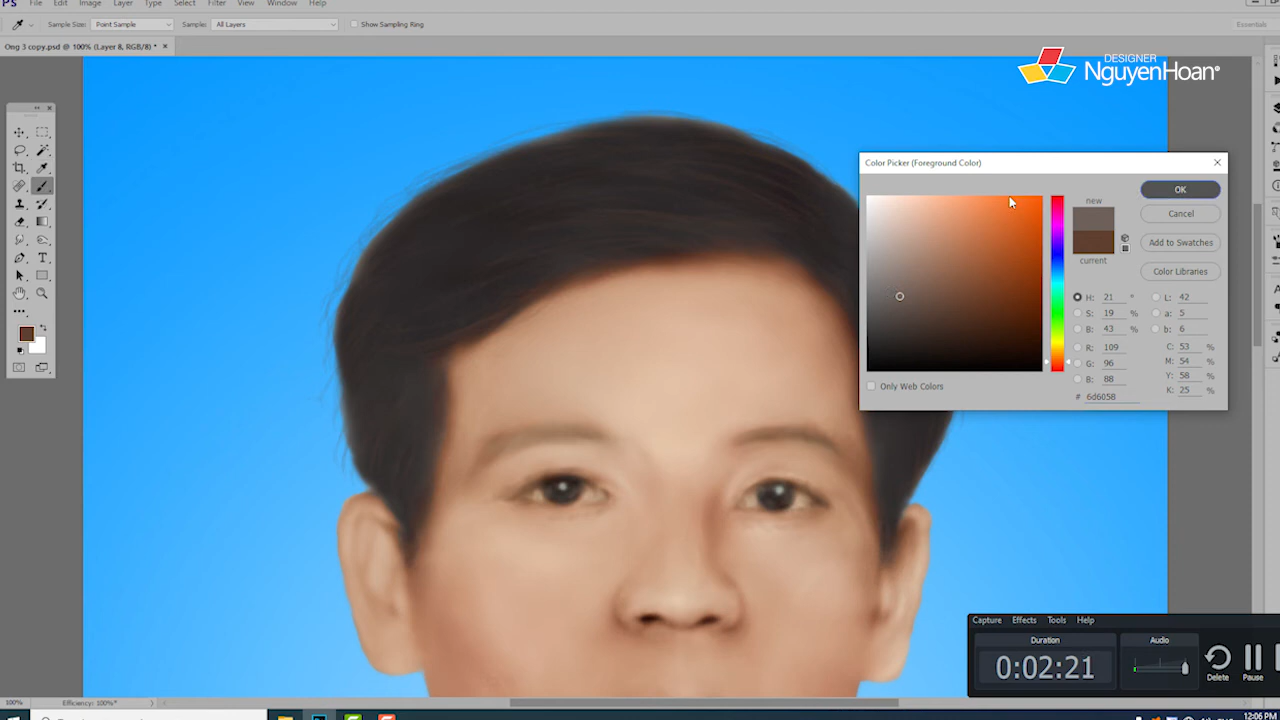 PS File Edit Image Layer Type Select Filter View Window Help
Sample Size: Point Sample Sample: All Layers Show Sampling Ring Essentials
Ong 3 copy.psd @ 100% (Layer 8, RGB/8) * ×
DESIGNER
NguyenHoan®
Color Picker (Foreground Color)
new
current
OK
Cancel
Add to Swatches
Color Libraries
H: 21 °
L: 42
S: 19 %
a: 5
B: 43 %
b: 6
R: 109
C: 53 %
G: 96
M: 54 %
B: 88
Y: 58 %
# 6d6058
K: 25 %
Only Web Colors
Capture Effects Tools Help
Duration
Audio
0:02:21
Delete
Pause
100% Efficiency: 100%*
12:06 PM